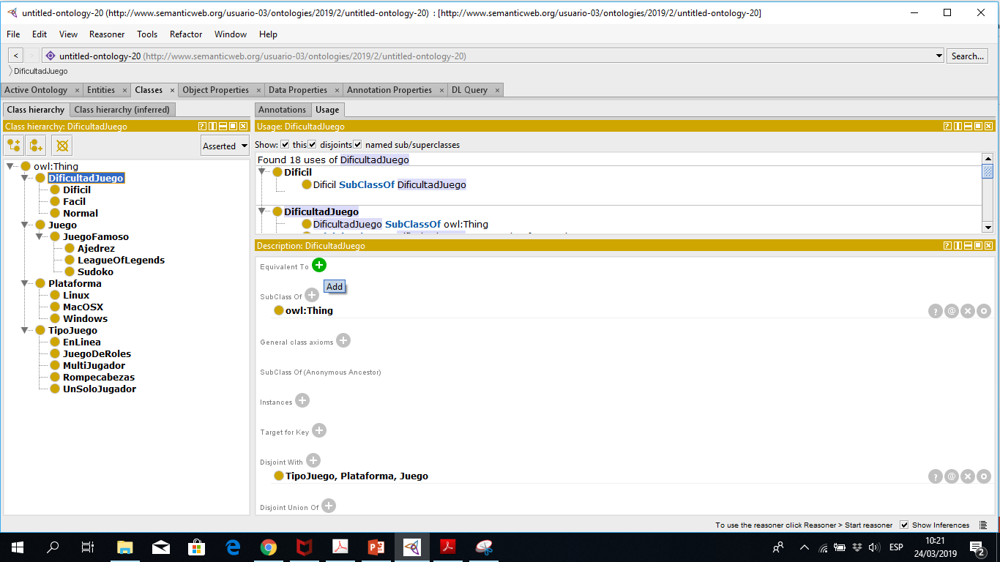 untitled-ontology-20 (http://www.semanticweb.org/usuario-03/ontologies/2019/2/untitled-ontology-20) : [http://www.semanticweb.org/usuario-03/ontologies/2019/2/untitled-ontology-20]
File Edit View Reasoner Tools Refactor Window Help
< > untitled-ontology-20 (http://www.semanticweb.org/usuario-03/ontologies/2019/2/untitled-ontology-20) Search...
DificultadJuego
Active Ontology × Entities × Classes × Object Properties × Data Properties × Annotation Properties × DL Query ×
Class hierarchy Class hierarchy (inferred)
Class hierarchy: DificultadJuego
Asserted
owl:Thing
DificultadJuego
Dificil
Facil
Normal
Juego
JuegoFamoso
Ajedrez
LeagueOfLegends
Sudoko
Plataforma
Linux
MacOSX
Windows
TipoJuego
EnLinea
JuegoDeRoles
MultiJugador
Rompecabezas
UnSoloJugador
Annotations Usage
Usage: DificultadJuego
Show: this disjoints named sub/superclasses
Found 18 uses of DificultadJuego
Dificil
Dificil SubClassOf DificultadJuego
DificultadJuego
DificultadJuego SubClassOf owl:Thing
Description: DificultadJuego
Equivalent To
Add
SubClass Of
owl:Thing
General class axioms
SubClass Of (Anonymous Ancestor)
Instances
Target for Key
Disjoint With
TipoJuego, Plataforma, Juego
Disjoint Union Of
To use the reasoner click Reasoner > Start reasoner Show Inferences
ESP
10:21
24/03/2019
2